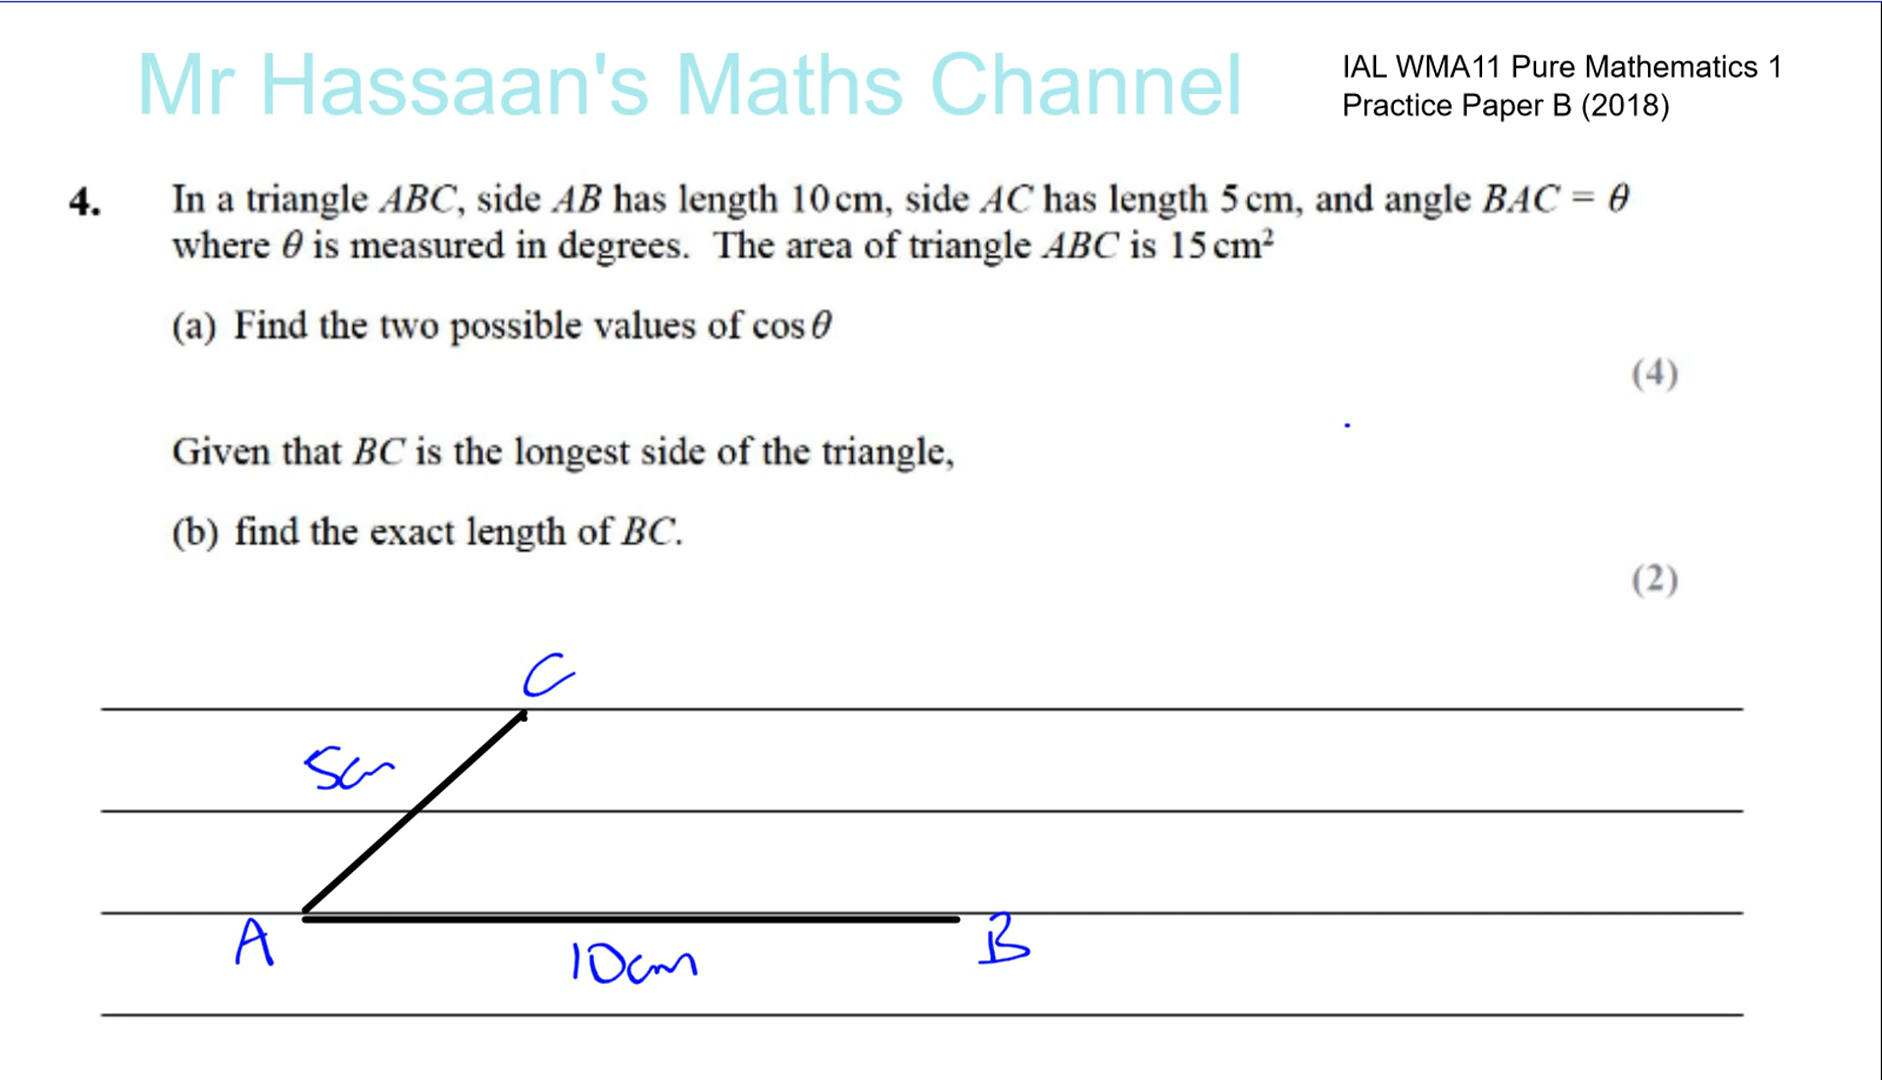 Mr Hassaan's Maths Channel
IAL WMA11 Pure Mathematics 1
Practice Paper B (2018)
4. In a triangle ABC, side AB has length 10 cm, side AC has length 5 cm, and angle BAC = θ
where θ is measured in degrees. The area of triangle ABC is 15 cm²
(a) Find the two possible values of cos θ
(4)
Given that BC is the longest side of the triangle,
(b) find the exact length of BC.
(2)
C
5cm
A
B
10cm